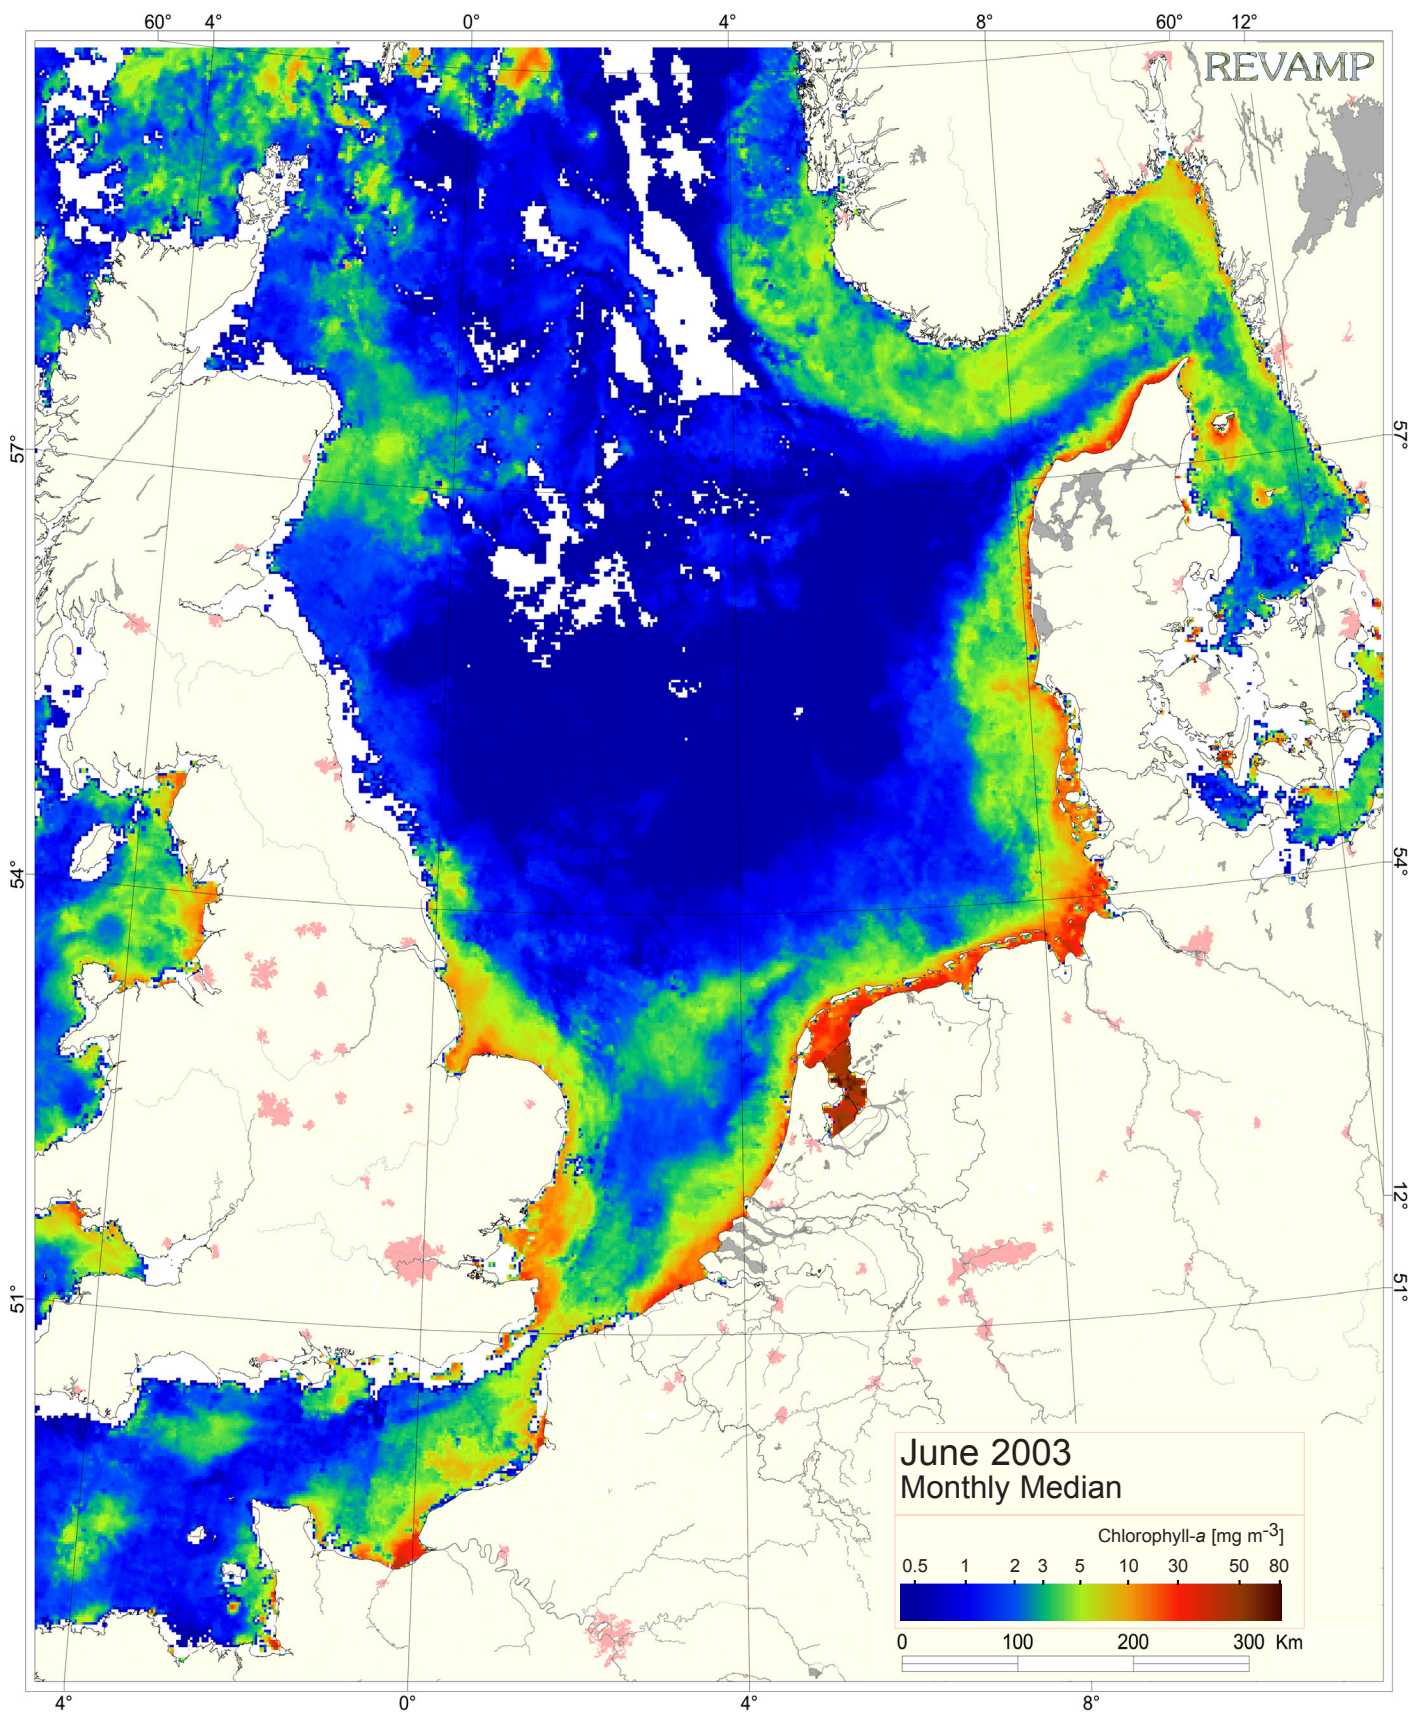 60° 4° 0° 4° 8° 60° 12°
REVAMP
57° 57°
54° 54°
12°
51° 51°
June 2003
Monthly Median
Chlorophyll-a [mg m-3]
0.5 1 2 3 5 10 30 50 80
0 100 200 300 Km
4° 0° 4° 8°